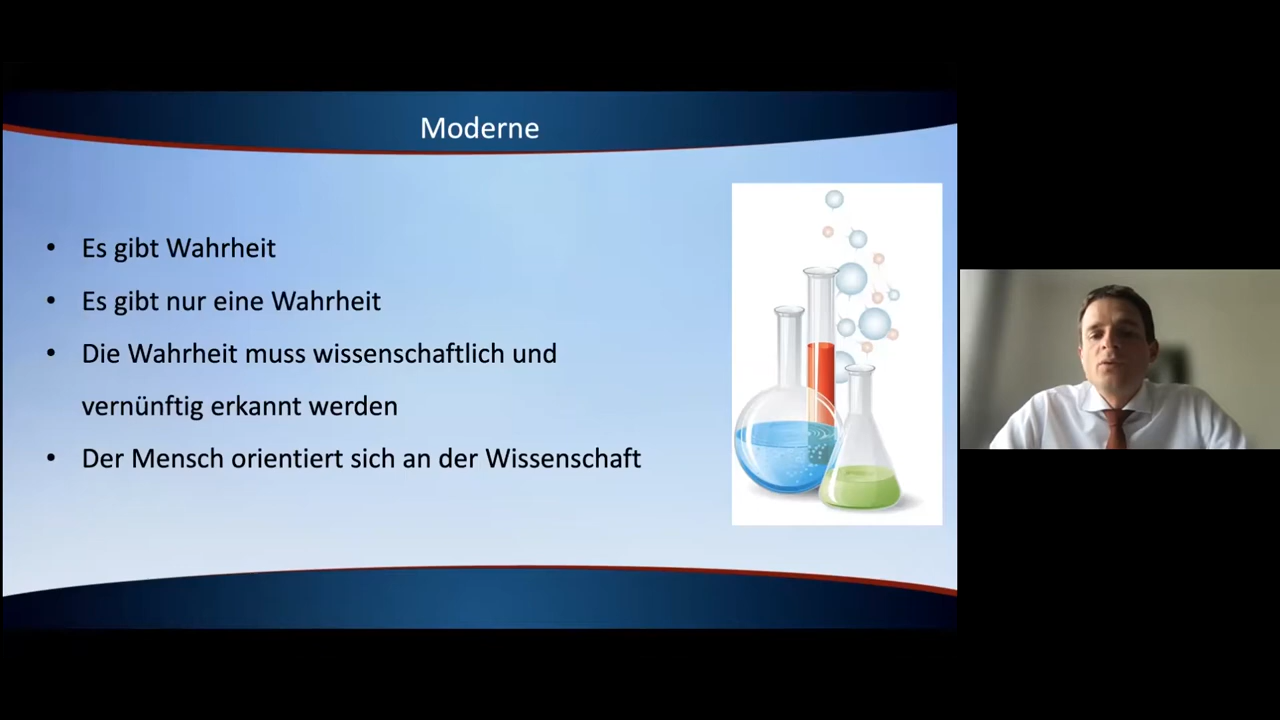 Moderne
• Es gibt Wahrheit
• Es gibt nur eine Wahrheit
• Die Wahrheit muss wissenschaftlich und
vernünftig erkannt werden
• Der Mensch orientiert sich an der Wissenschaft